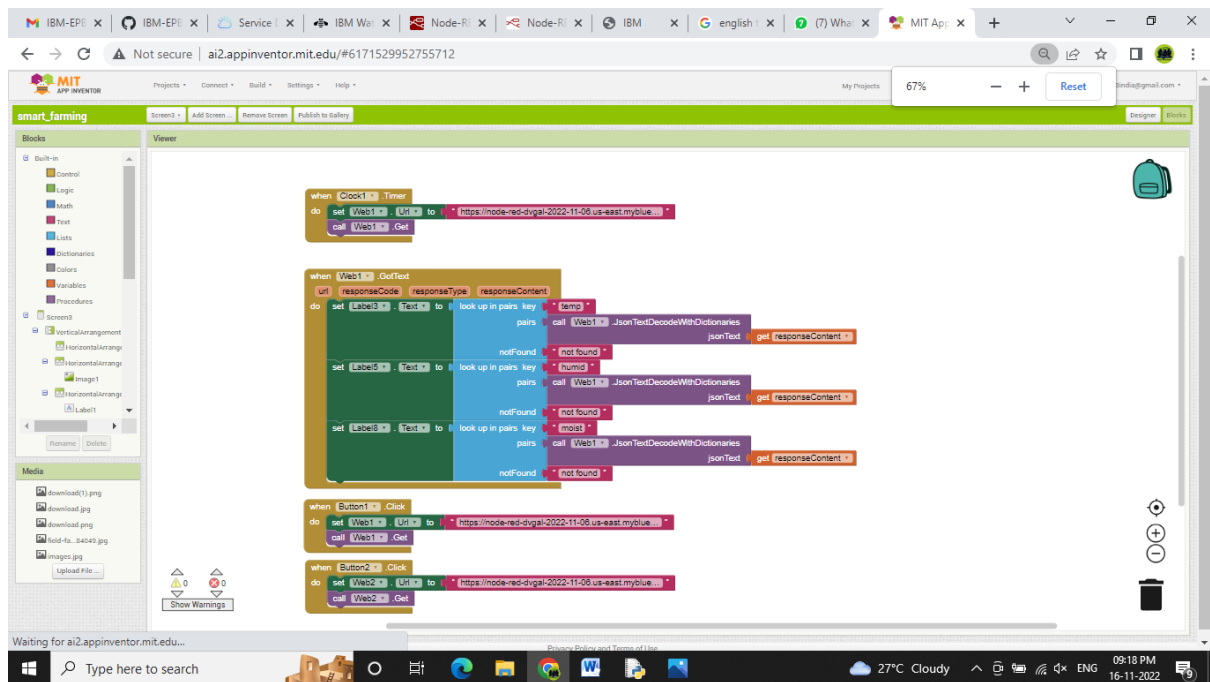 IBM-EPB IBM-EPB Service D IBM Wat Node-RE Node-RE IBM english t (7) What MIT App
Not secure | ai2.appinventor.mit.edu/#6171529952755712
MIT APP INVENTOR Projects Connect Build Settings Help My Projects 67% Reset
smart_farming Screen3 Add Screen ... Remove Screen Publish to Gallery Designer Blocks
Blocks Viewer
Built-in
Control
Logic
Math
Text
Lists
Dictionaries
Colors
Variables
Procedures
Screen3
VerticalArrangement
HorizontalArrange
HorizontalArrange
Image1
HorizontalArrange
Label1
Rename Delete
Media
download(1).png
download.jpg
download.png
field-fa...84040.jpg
images.jpg
Upload File ...
when Clock1 .Timer
do set Web1 . Url to " https://node-red-dvgal-2022-11-06.us-east.myblue... "
call Web1 .Get
when Web1 .GotText
url responseCode responseType responseContent
do set Label3 . Text to look up in pairs key " temp "
pairs call Web1 .JsonTextDecodeWithDictionaries
jsonText get responseContent
notFound " not found "
set Label5 . Text to look up in pairs key " humid "
pairs call Web1 .JsonTextDecodeWithDictionaries
jsonText get responseContent
notFound " not found "
set Label8 . Text to look up in pairs key " moist "
pairs call Web1 .JsonTextDecodeWithDictionaries
jsonText get responseContent
notFound " not found "
when Button1 .Click
do set Web1 . Url to " https://node-red-dvgal-2022-11-06.us-east.myblue... "
call Web1 .Get
when Button2 .Click
do set Web2 . Url to " https://node-red-dvgal-2022-11-06.us-east.myblue... "
call Web2 .Get
0 0
Show Warnings
Waiting for ai2.appinventor.mit.edu...
Privacy Policy and Terms of Use
Type here to search 27°C Cloudy ENG 09:18 PM
16-11-2022